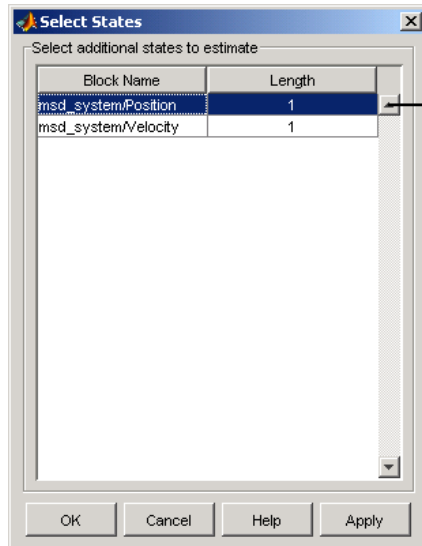 Select States
Select additional states to estimate
Block Name Length
msd_system/Position 1
msd_system/Velocity 1
OK Cancel Help Apply